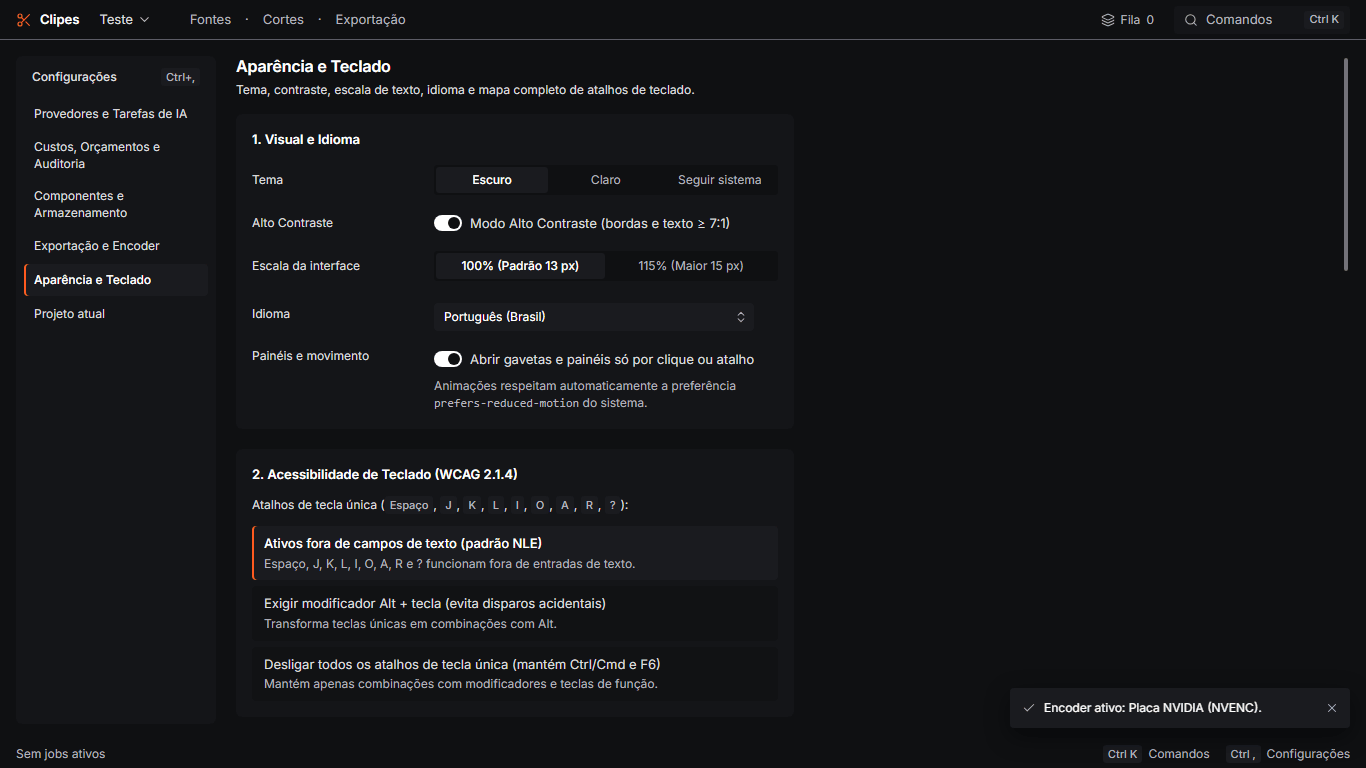 Clipes
Teste
Fontes · Cortes · Exportação
Fila 0
Comandos Ctrl K
Configurações Ctrl+,
Provedores e Tarefas de IA
Custos, Orçamentos e
Auditoria
Componentes e
Armazenamento
Exportação e Encoder
Aparência e Teclado
Projeto atual
Aparência e Teclado
Tema, contraste, escala de texto, idioma e mapa completo de atalhos de teclado.
1. Visual e Idioma
Tema Escuro Claro Seguir sistema
Alto Contraste Modo Alto Contraste (bordas e texto ≥ 7:1)
Escala da interface 100% (Padrão 13 px) 115% (Maior 15 px)
Idioma Português (Brasil)
Painéis e movimento Abrir gavetas e painéis só por clique ou atalho
Animações respeitam automaticamente a preferência
prefers-reduced-motion do sistema.
2. Acessibilidade de Teclado (WCAG 2.1.4)
Atalhos de tecla única ( Espaço , J , K , L , I , O , A , R , ? ):
Ativos fora de campos de texto (padrão NLE)
Espaço, J, K, L, I, O, A, R e ? funcionam fora de entradas de texto.
Exigir modificador Alt + tecla (evita disparos acidentais)
Transforma teclas únicas em combinações com Alt.
Desligar todos os atalhos de tecla única (mantém Ctrl/Cmd e F6)
Mantém apenas combinações com modificadores e teclas de função.
Encoder ativo: Placa NVIDIA (NVENC).
Sem jobs ativos
Ctrl K Comandos Ctrl , Configurações